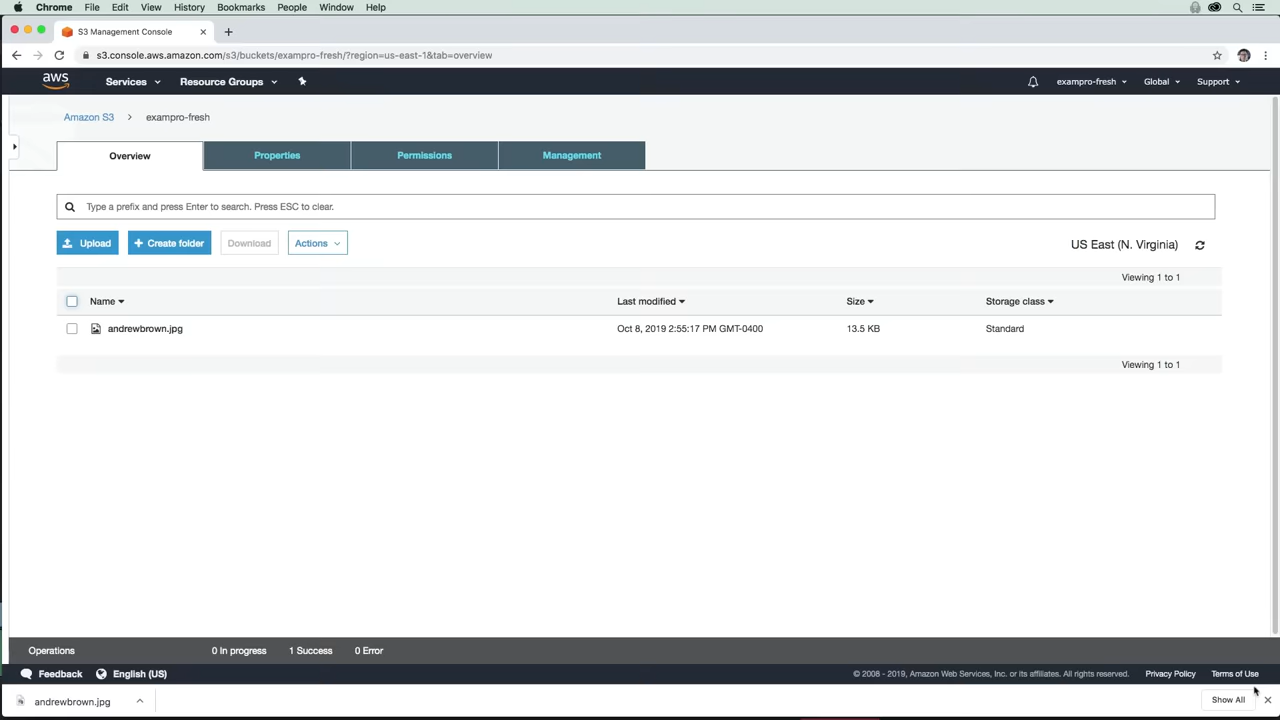 Chrome File Edit View History Bookmarks People Window Help
S3 Management Console
s3.console.aws.amazon.com/s3/buckets/exampro-fresh/?region=us-east-1&tab=overview
aws Services Resource Groups exampro-fresh Global Support
Amazon S3 > exampro-fresh
Overview Properties Permissions Management
Type a prefix and press Enter to search. Press ESC to clear.
Upload + Create folder Download Actions US East (N. Virginia)
Viewing 1 to 1
Name Last modified Size Storage class
andrewbrown.jpg Oct 8, 2019 2:55:17 PM GMT-0400 13.5 KB Standard
Viewing 1 to 1
Operations 0 In progress 1 Success 0 Error
Feedback English (US) © 2008 - 2019, Amazon Web Services, Inc. or its affiliates. All rights reserved. Privacy Policy Terms of Use
andrewbrown.jpg Show All